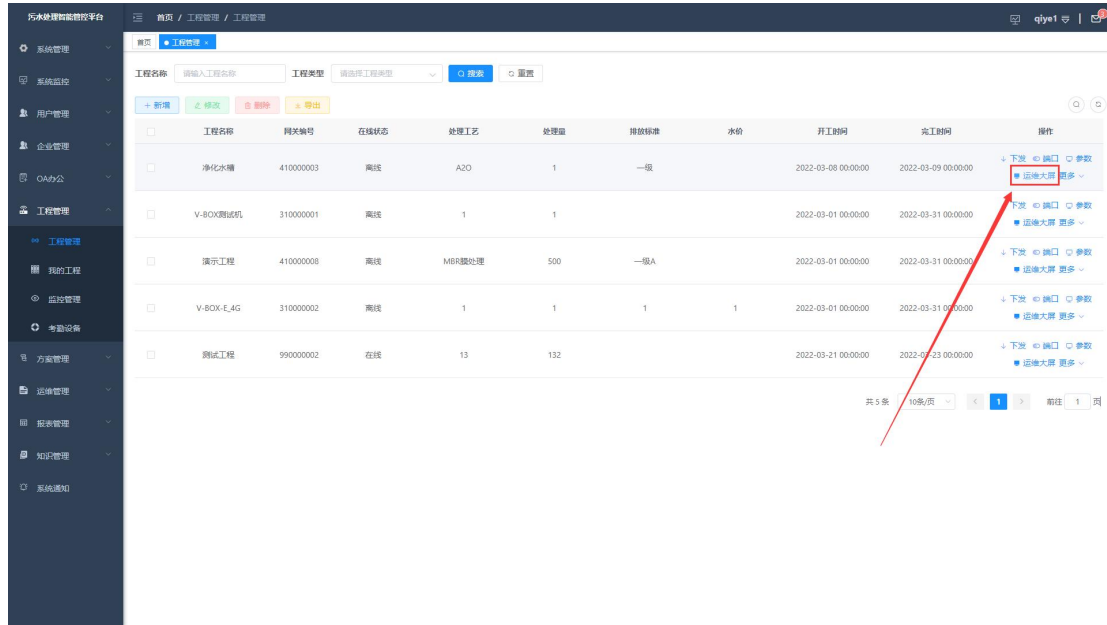 污水处理智能管控平台
首页 / 工程管理 / 工程管理
qiye1
系统管理
系统监控
用户管理
企业管理
OA办公
工程管理
工程管理
我的工程
监控管理
考勤设备
方案管理
运维管理
报表管理
知识管理
系统通知
首页 工程管理 ×
工程名称 请输入工程名称 工程类型 请选择工程类型 搜索 重置
+ 新增 修改 删除 导出
工程名称 网关编号 在线状态 处理工艺 处理量 排放标准 水价 开工时间 完工时间 操作
净化水槽 410000003 离线 A2O 1 一级 2022-03-08 00:00:00 2022-03-09 00:00:00 下发 端口 参数
运维大屏 更多
V-BOX测试机 310000001 离线 1 1 2022-03-01 00:00:00 2022-03-31 00:00:00 下发 端口 参数
运维大屏 更多
演示工程 410000008 离线 MBR膜处理 500 一级A 2022-03-01 00:00:00 2022-03-31 00:00:00 下发 端口 参数
运维大屏 更多
V-BOX-E_4G 310000002 离线 1 1 1 1 2022-03-01 00:00:00 2022-03-31 00:00:00 下发 端口 参数
运维大屏 更多
测试工程 990000002 在线 13 132 2022-03-21 00:00:00 2022-03-23 00:00:00 下发 端口 参数
运维大屏 更多
共 5 条 10条/页 < 1 > 前往 1 页